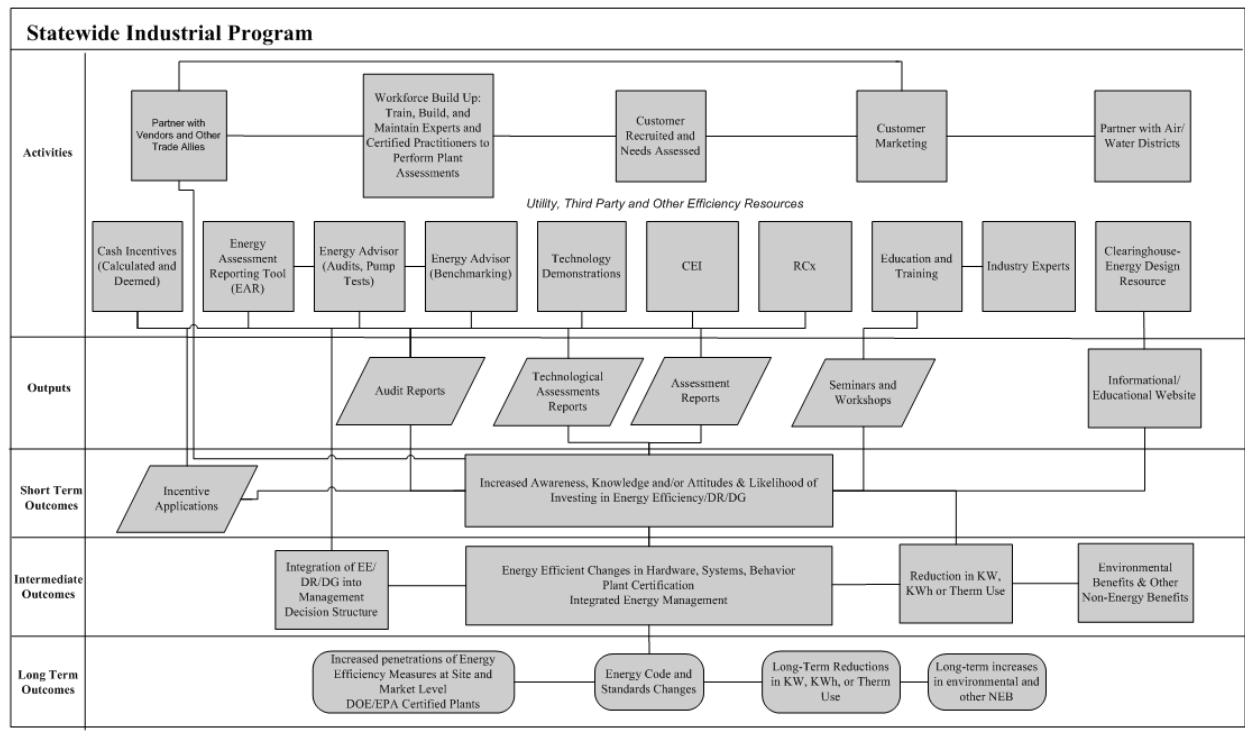 Statewide Industrial Program
Activities
Partner with
Vendors and Other
Trade Allies
Workforce Build Up:
Train, Build, and
Maintain Experts and
Certified Practitioners to
Perform Plant
Assessments
Customer
Recruited and
Needs Assessed
Customer
Marketing
Partner with Air/
Water Districts
Utility, Third Party and Other Efficiency Resources
Cash Incentives
(Calculated and
Deemed)
Energy
Assessment
Reporting Tool
(EAR)
Energy Advisor
(Audits, Pump
Tests)
Energy Advisor
(Benchmarking)
Technology
Demonstrations
CEI
RCx
Education and
Training
Industry Experts
Clearinghouse-
Energy Design
Resource
Outputs
Audit Reports
Technological
Assessments
Reports
Assessment
Reports
Seminars and
Workshops
Informational/
Educational Website
Short Term
Outcomes
Incentive
Applications
Increased Awareness, Knowledge and/or Attitudes & Likelihood of
Investing in Energy Efficiency/DR/DG
Intermediate
Outcomes
Integration of EE/
DR/DG into
Management
Decision Structure
Energy Efficient Changes in Hardware, Systems, Behavior
Plant Certification
Integrated Energy Management
Reduction in KW,
KWh or Therm Use
Environmental
Benefits & Other
Non-Energy Benefits
Long Term
Outcomes
Increased penetrations of Energy
Efficiency Measures at Site and
Market Level
DOE/EPA Certified Plants
Energy Code and
Standards Changes
Long-Term Reductions
in KW, KWh, or Therm
Use
Long-term increases
in environmental and
other NEB